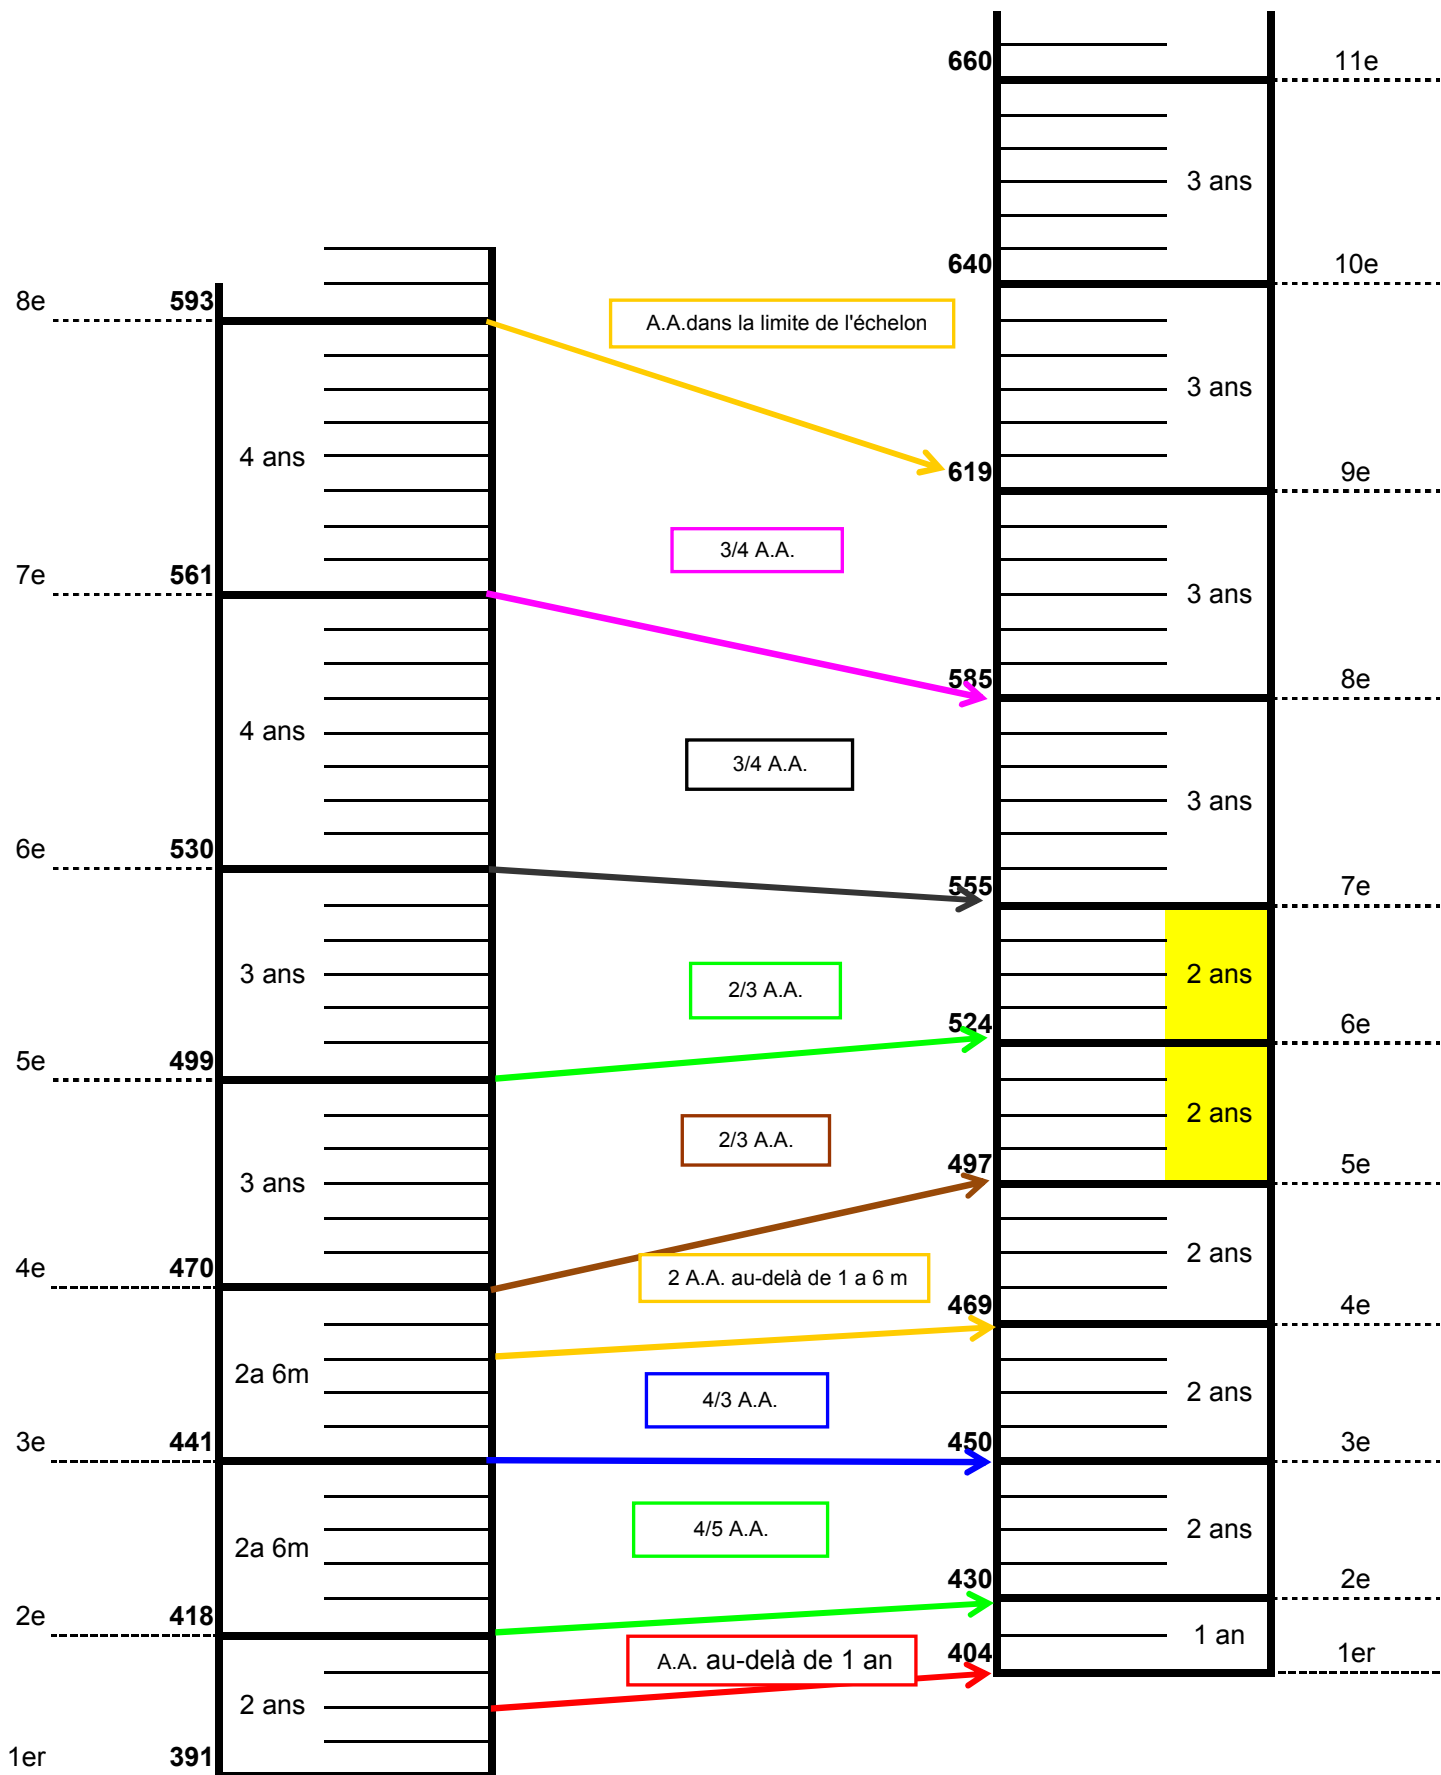 660 11e
3 ans
640 10e
8e 593
A.A.dans la limite de l'échelon
3 ans
4 ans
619 9e
3/4 A.A.
7e 561
3 ans
585 8e
4 ans
3/4 A.A.
3 ans
6e 530
555 7e
3 ans
2/3 A.A.
2 ans
524 6e
5e 499
2 ans
2/3 A.A.
497 5e
3 ans
2 ans
4e 470
2 A.A. au-delà de 1 a 6 m
469 4e
2a 6m
4/3 A.A.
2 ans
3e 441
450 3e
4/5 A.A.
2 ans
2a 6m
430 2e
2e 418
1 an
A.A. au-delà de 1 an
404 1er
2 ans
1er 391